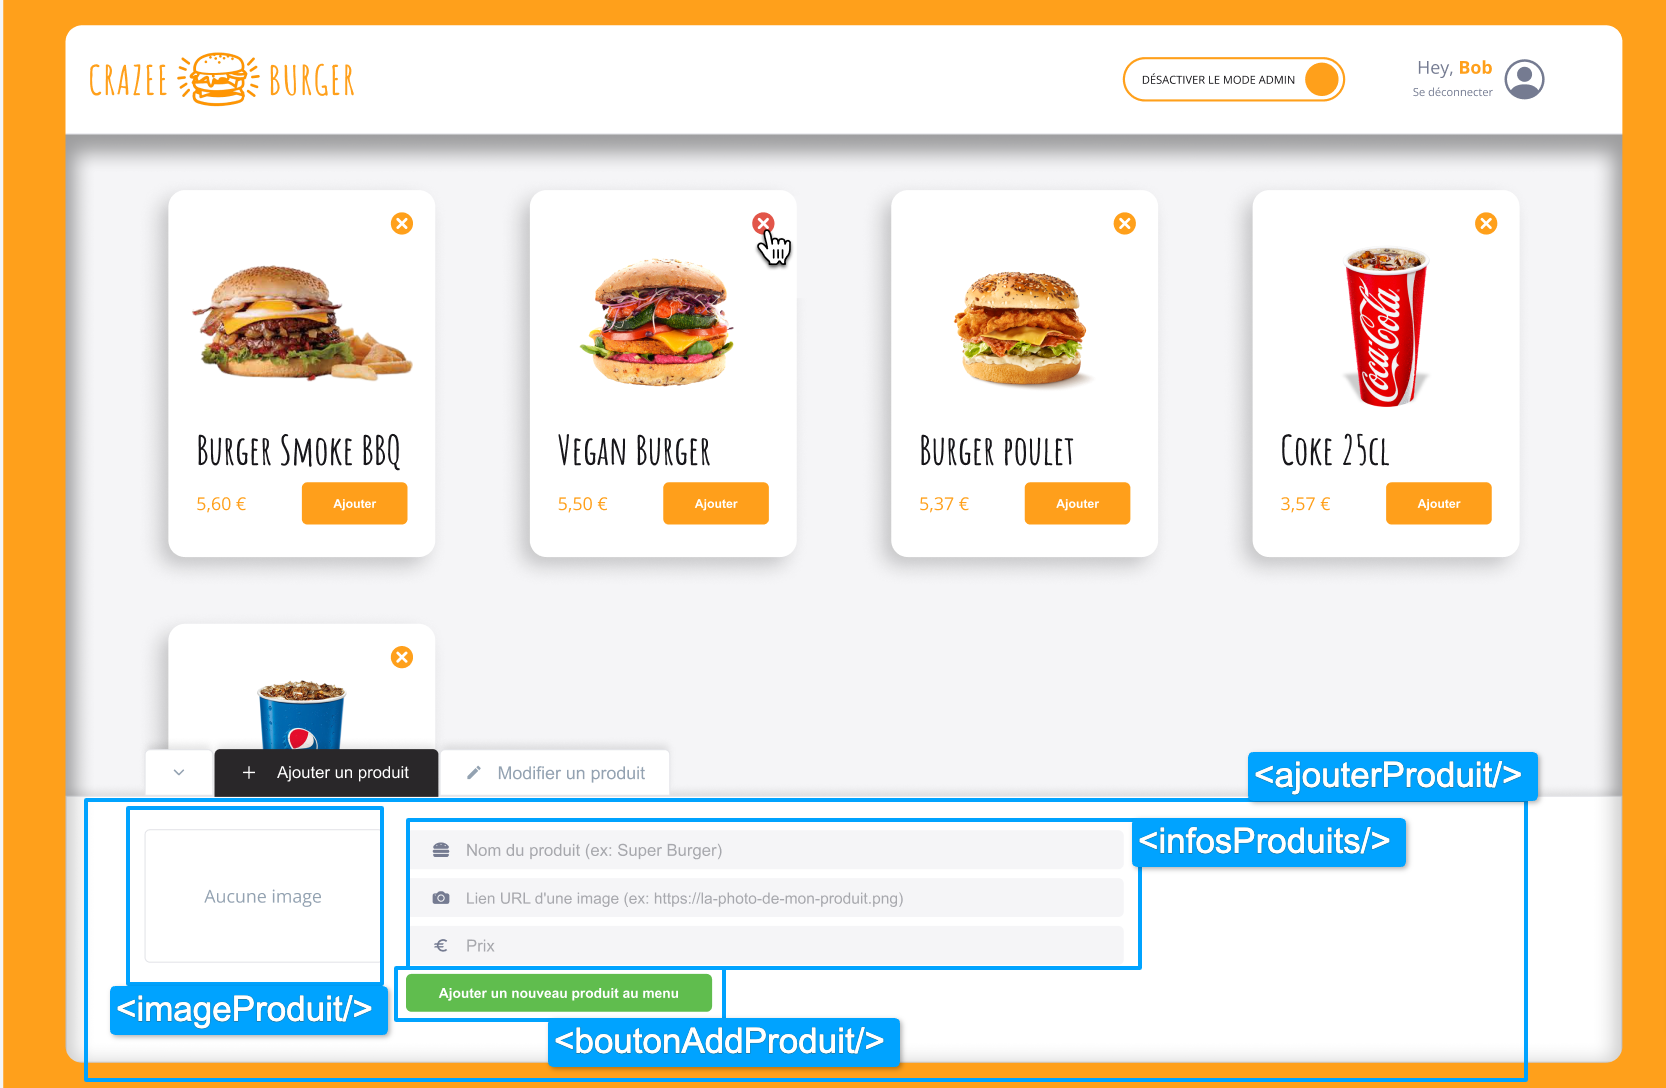 CRAZEE BURGER
DÉSACTIVER LE MODE ADMIN
Hey, Bob
Se déconnecter
Coca-Cola
BURGER SMOKE BBQ
5,60 €
Ajouter
VEGAN BURGER
5,50 €
Ajouter
BURGER POULET
5,37 €
Ajouter
COKE 25CL
3,57 €
Ajouter
Ajouter un produit
Modifier un produit
<ajouterProduit/>
Aucune image
Nom du produit (ex: Super Burger)
<infosProduits/>
Lien URL d'une image (ex: https://la-photo-de-mon-produit.png)
€ Prix
Ajouter un nouveau produit au menu
<imageProduit/>
<boutonAddProduit/>